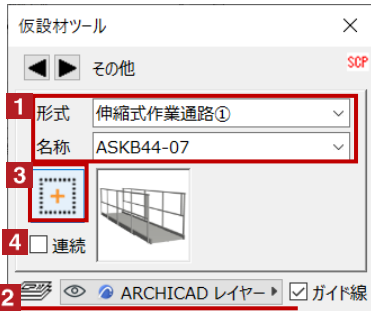 仮設材ツール
その他
SCP
1 形式 伸縮式作業通路①
名称 ASKB44-07
3
4 連続
2 ARCHICAD レイヤー ガイド線